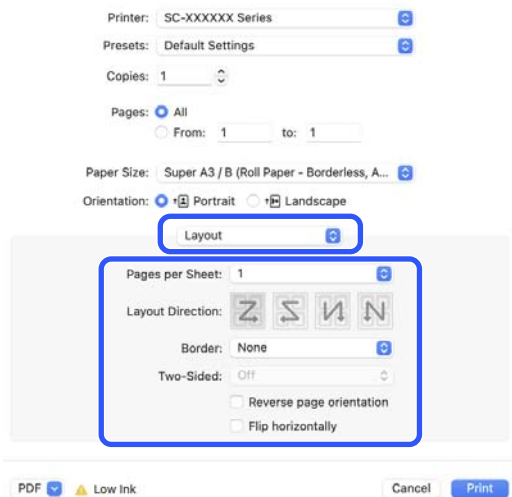 Printer: SC-XXXXXX Series
Presets: Default Settings
Copies: 1
Pages: All
From: 1 to: 1
Paper Size: Super A3 / B (Roll Paper - Borderless, A...
Orientation: Portrait Landscape
Layout
Pages per Sheet: 1
Layout Direction:
Border: None
Two-Sided: Off
Reverse page orientation
Flip horizontally
PDF Low Ink Cancel Print